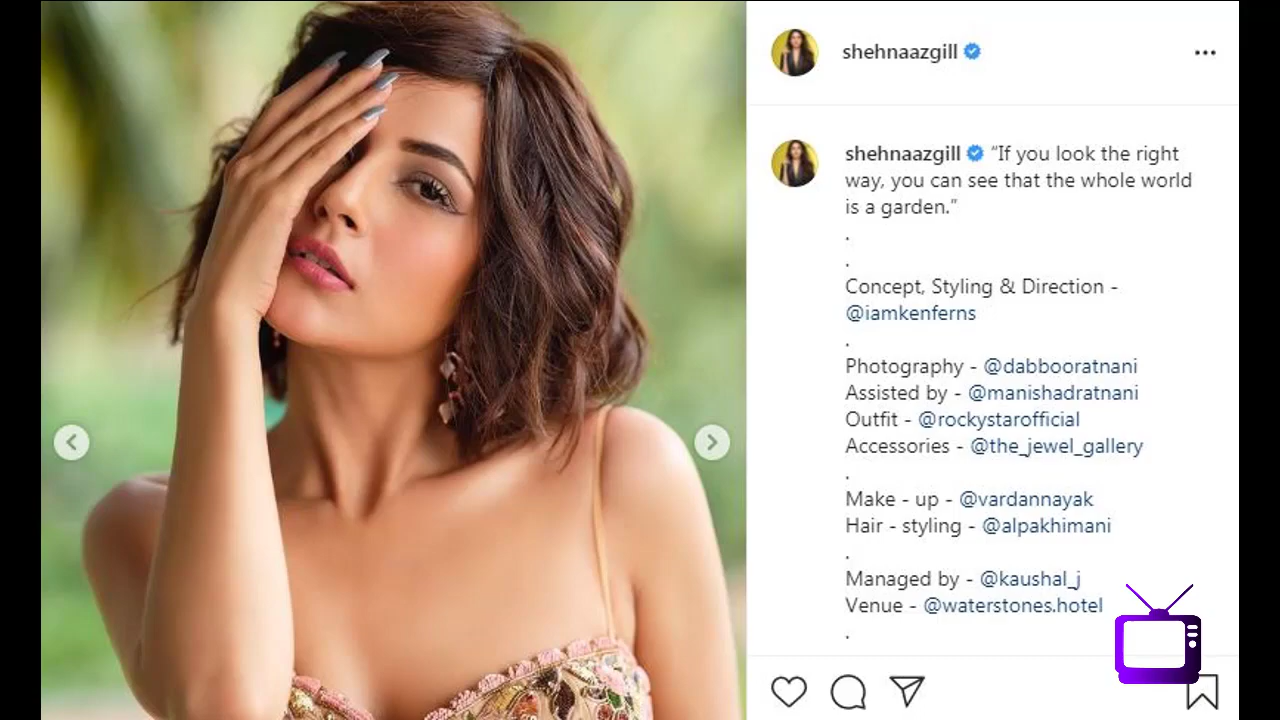 shehnaazgill
shehnaazgill “If you look the right
way, you can see that the whole world
is a garden.”
.
.
Concept, Styling & Direction -
@iamkenferns
.
Photography - @dabbooratnani
Assisted by - @manishadratnani
Outfit - @rockystarofficial
Accessories - @the_jewel_gallery
.
Make - up - @vardannayak
Hair - styling - @alpakhimani
.
Managed by - @kaushal_j
Venue - @waterstones.hotel
.